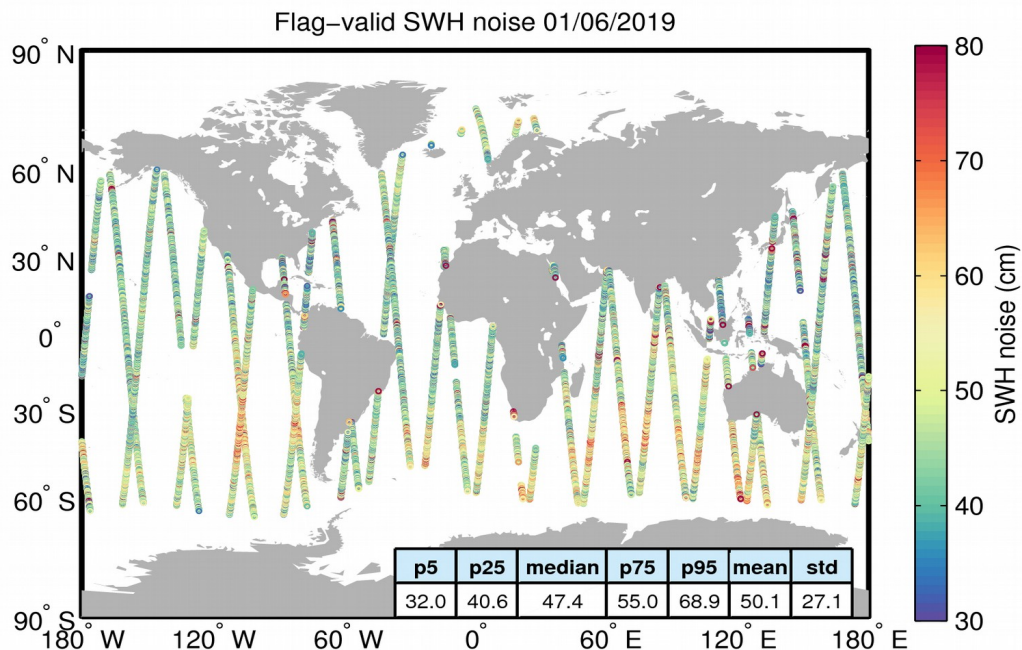 Flag−valid SWH noise 01/06/2019
90° N
60° N
30° N
0°
30° S
60° S
90° S
180° W 120° W 60° W 0° 60° E 120° E 180° E
80
70
60
50
40
30
SWH noise (cm)
p5 p25 median p75 p95 mean std
32.0 40.6 47.4 55.0 68.9 50.1 27.1